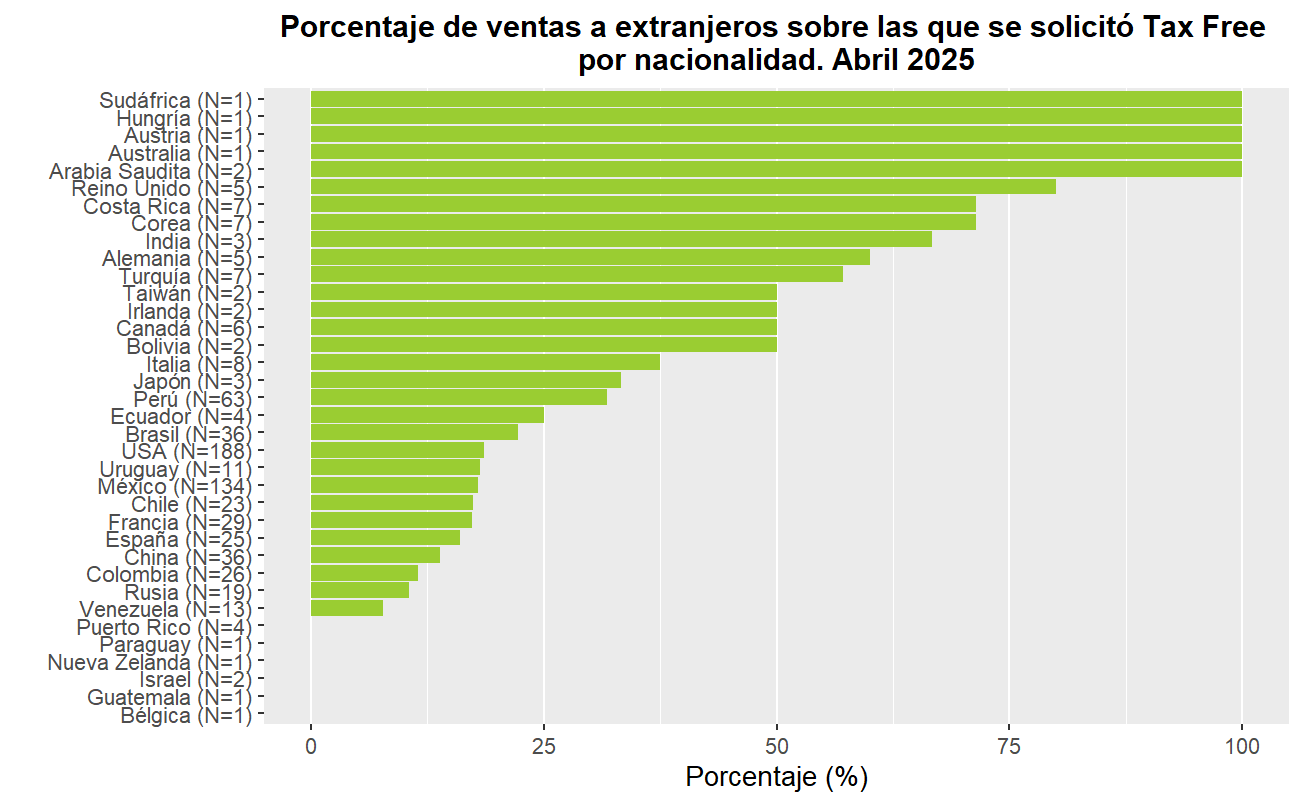 Porcentaje de ventas a extranjeros sobre las que se solicitó Tax Free
por nacionalidad. Abril 2025
Sudáfrica (N=1)
Hungría (N=1)
Austria (N=1)
Australia (N=1)
Arabia Saudita (N=2)
Reino Unido (N=5)
Costa Rica (N=7)
Corea (N=7)
India (N=3)
Alemania (N=5)
Turquía (N=7)
Taiwán (N=2)
Irlanda (N=2)
Canadá (N=6)
Bolivia (N=2)
Italia (N=8)
Japón (N=3)
Perú (N=63)
Ecuador (N=4)
Brasil (N=36)
USA (N=188)
Uruguay (N=11)
México (N=134)
Chile (N=23)
Francia (N=29)
España (N=25)
China (N=36)
Colombia (N=26)
Rusia (N=19)
Venezuela (N=13)
Puerto Rico (N=4)
Paraguay (N=1)
Nueva Zelanda (N=1)
Israel (N=2)
Guatemala (N=1)
Bélgica (N=1)
0 25 50 75 100
Porcentaje (%)